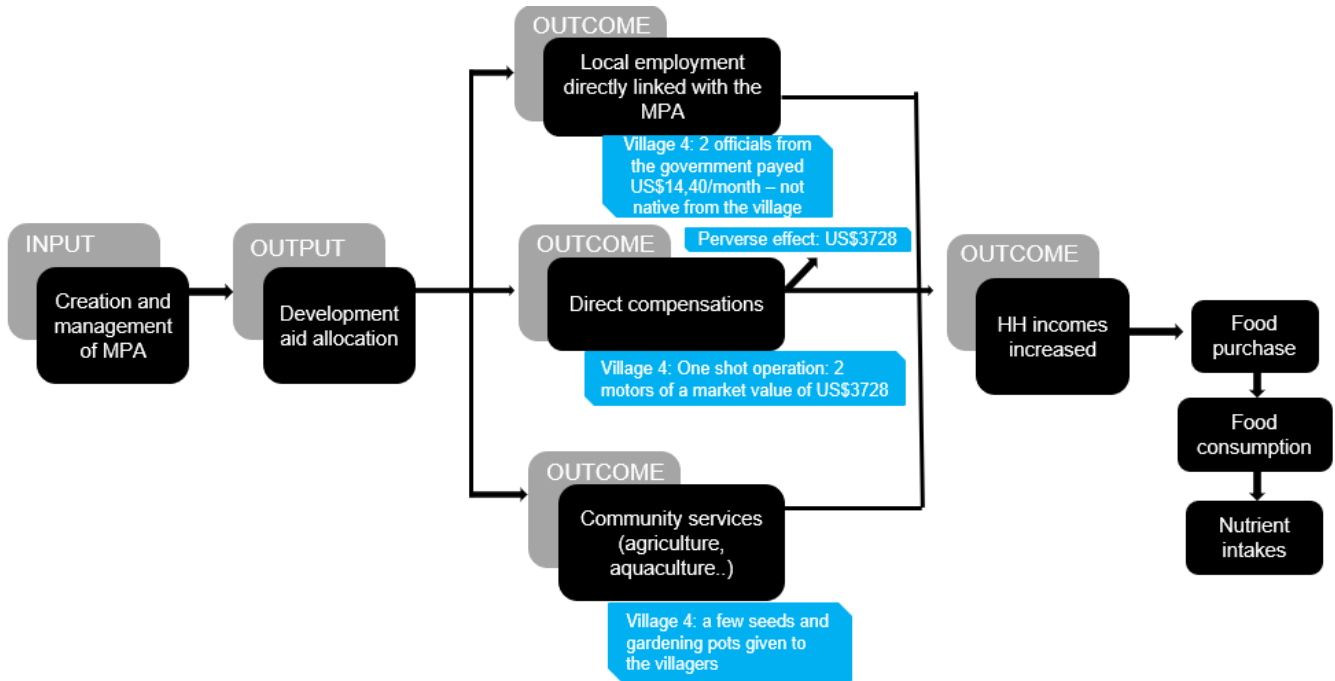 INPUT
Creation and
management
of MPA
OUTPUT
Development
aid allocation
OUTCOME
Local employment
directly linked with the
MPA
Village 4: 2 officials from
the government payed
US$14,40/month – not
native from the village
OUTCOME
Perverse effect: US$3728
Direct compensations
Village 4: One shot operation: 2
motors of a market value of US$3728
OUTCOME
Community services
(agriculture,
aquaculture..)
Village 4: a few seeds and
gardening pots given to
the villagers
OUTCOME
HH incomes
increased
Food
purchase
Food
consumption
Nutrient
intakes